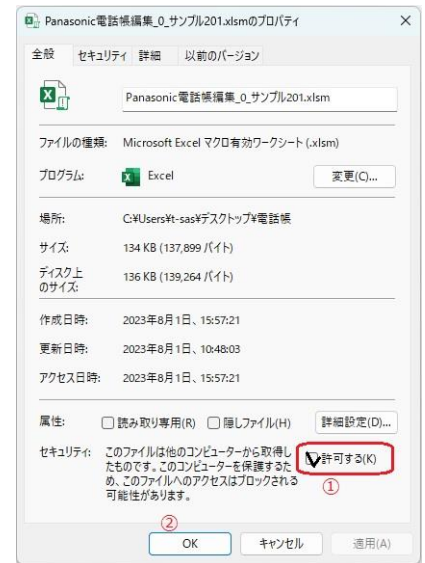 Panasonic電話帳編集_0_サンプル201.xlsmのプロパティ
全般 セキュリティ 詳細 以前のバージョン
Panasonic電話帳編集_0_サンプル201.xlsm
ファイルの種類: Microsoft Excel マクロ有効ワークシート (.xlsm)
プログラム: Excel 変更(C)...
場所: C:¥Users¥t-sas¥デスクトップ¥電話帳
サイズ: 134 KB (137,899 バイト)
ディスク上
のサイズ: 136 KB (139,264 バイト)
作成日時: 2023年8月1日、15:57:21
更新日時: 2023年8月1日、10:48:03
アクセス日時: 2023年8月1日、15:57:21
属性: 読み取り専用(R) 隠しファイル(H) 詳細設定(D)...
セキュリティ: このファイルは他のコンピューターから取得し
たものです。このコンピューターを保護するた
め、このファイルへのアクセスはブロックされる
可能性があります。
許可する(K)
①
②
OK キャンセル 適用(A)